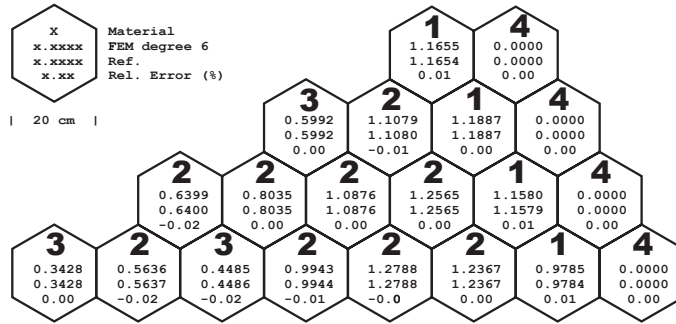 X Material
x.xxxx FEM degree 6
x.xxxx Ref.
x.xx Rel. Error (%)
| 20 cm |
1 4
1.1655 0.0000
1.1654 0.0000
0.01 0.00
3 2 1 4
0.5992 1.1079 1.1887 0.0000
0.5992 1.1080 1.1887 0.0000
0.00 -0.01 0.00 0.00
2 2 2 2 1 4
0.6399 0.8035 1.0876 1.2565 1.1580 0.0000
0.6400 0.8035 1.0876 1.2565 1.1579 0.0000
-0.02 0.00 0.00 0.00 0.01 0.00
3 2 3 2 2 2 1 4
0.3428 0.5636 0.4485 0.9943 1.2788 1.2367 0.9785 0.0000
0.3428 0.5637 0.4486 0.9944 1.2788 1.2367 0.9784 0.0000
0.00 -0.02 -0.02 -0.01 -0.0 0.00 0.01 0.00